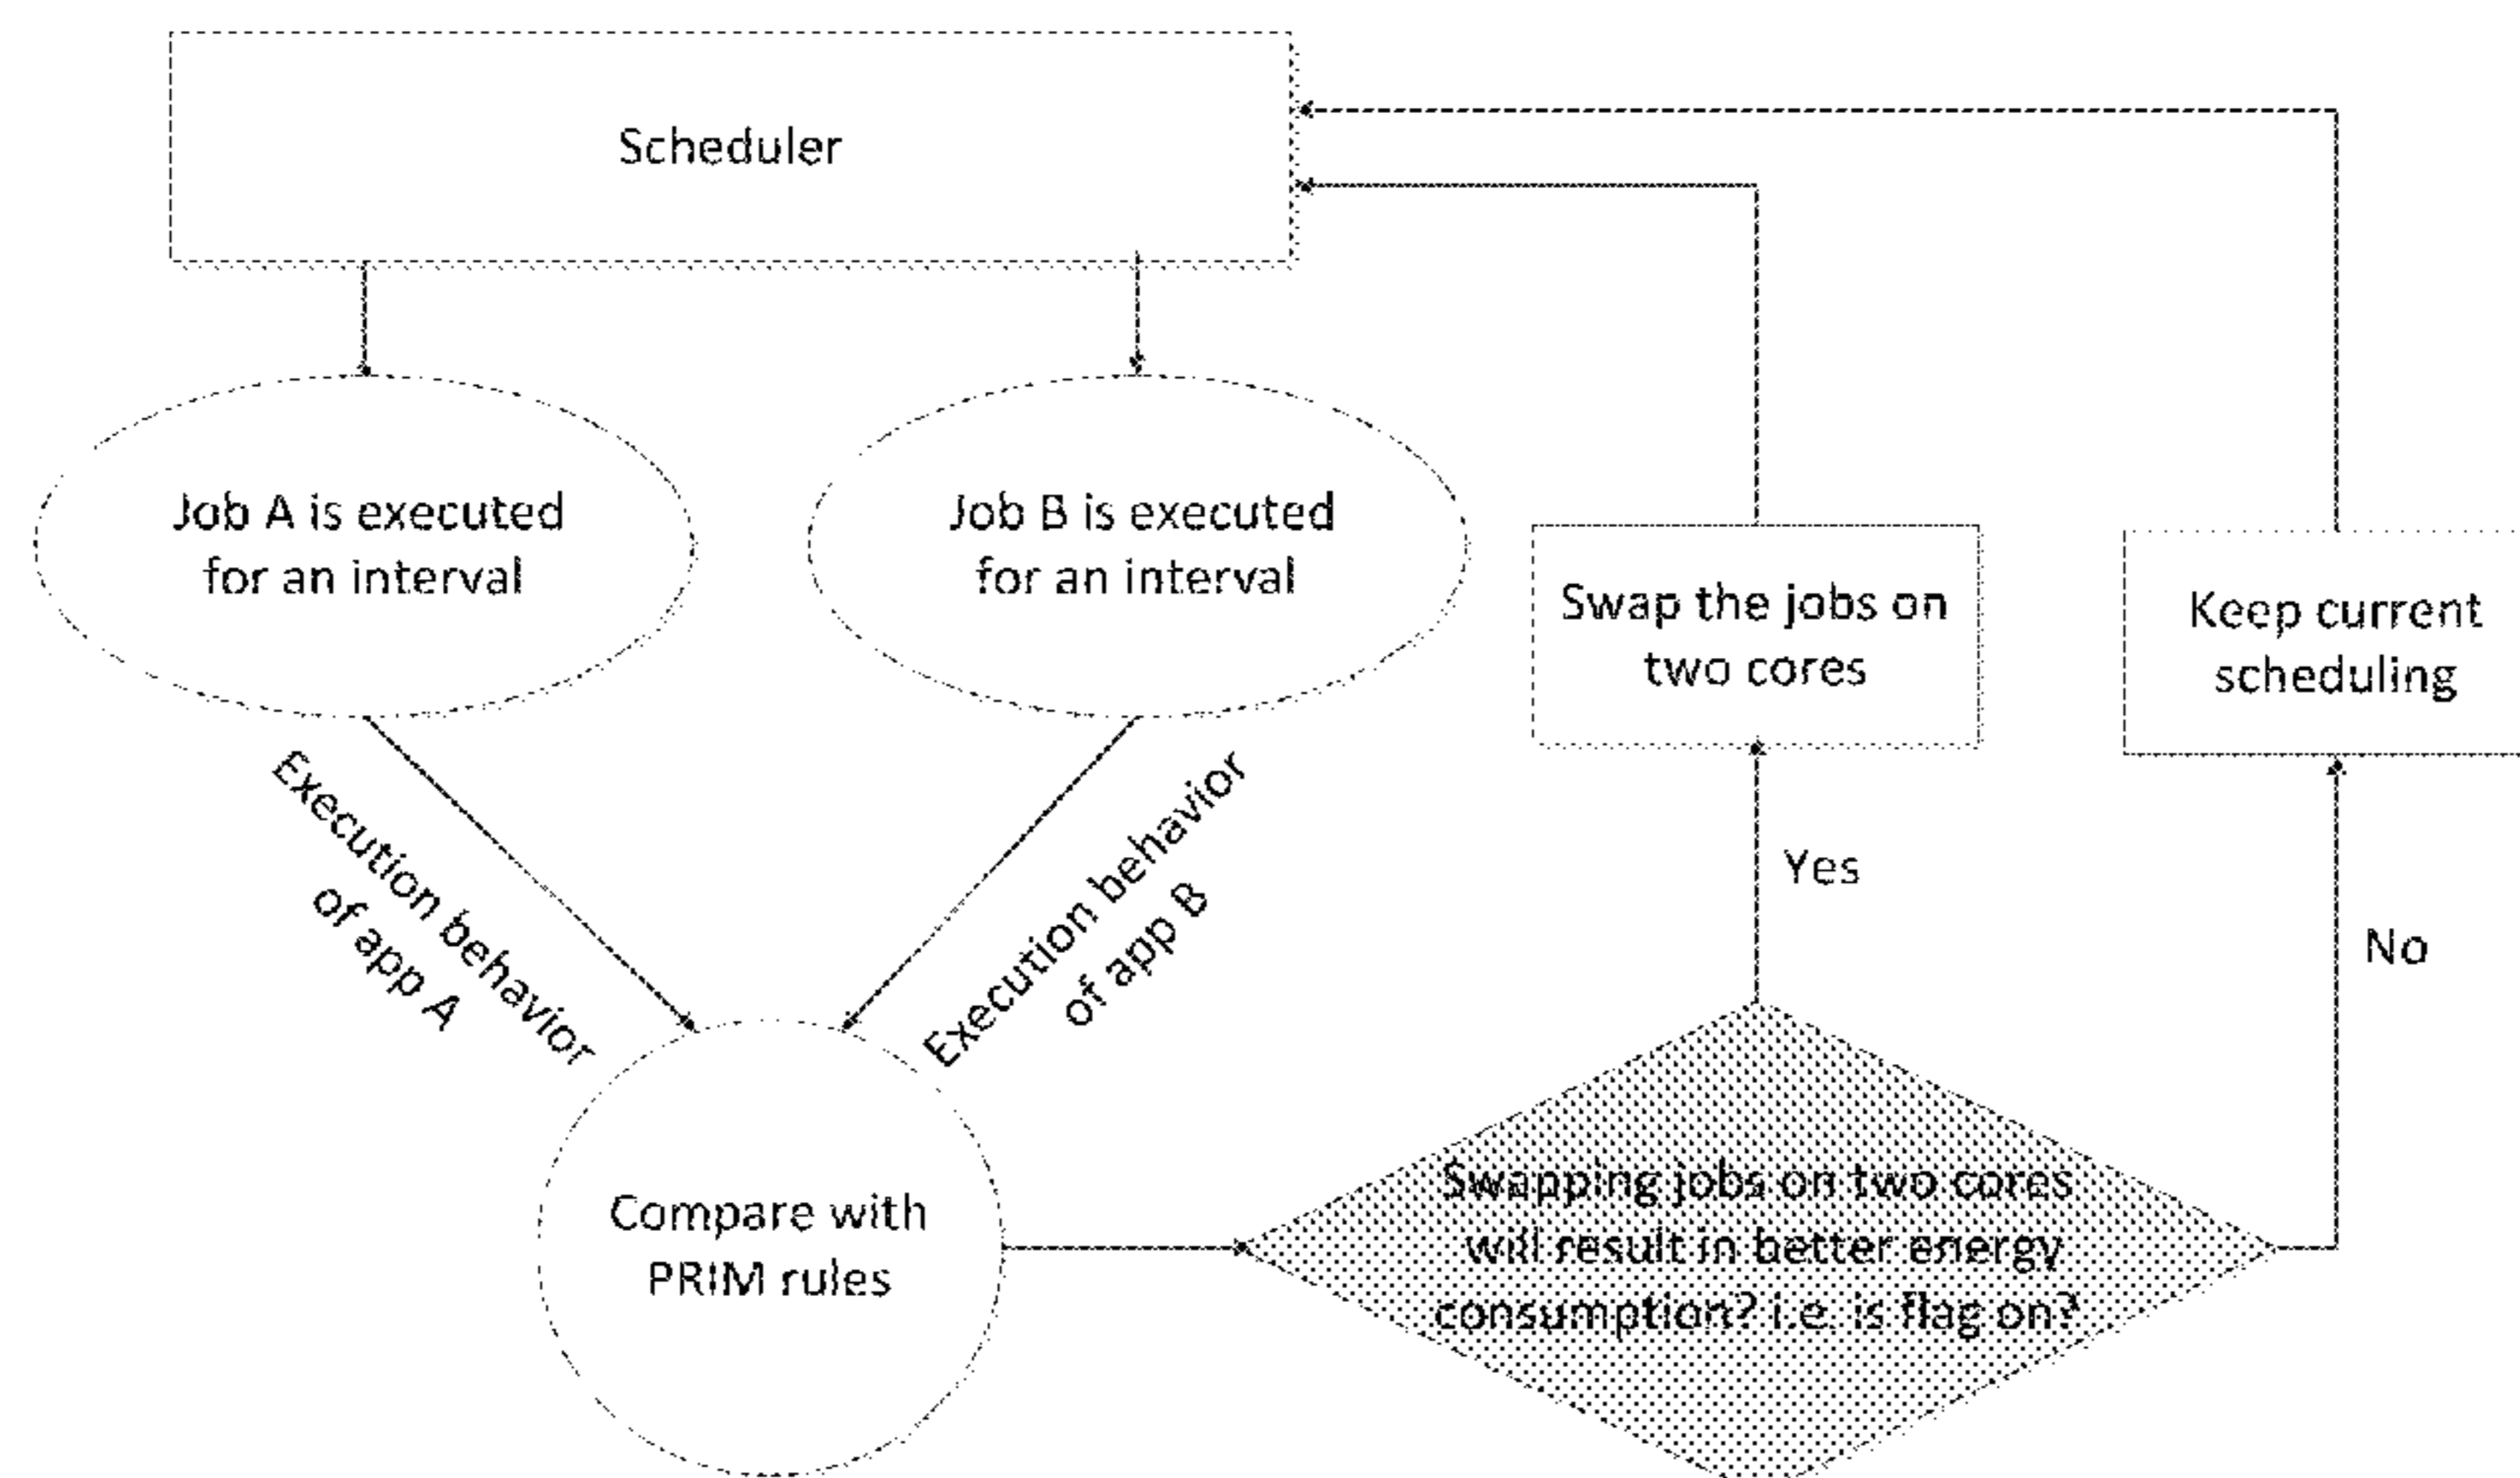 Scheduler
Job A is executed
for an interval
Job B is executed
for an interval
Swap the jobs on
two cores
Keep current
scheduling
Execution behavior
of app A
Execution behavior
of app B
Yes
No
Compare with
PRIM rules
Swapping jobs on two cores
will result in better energy
consumption? i.e. is flag on?